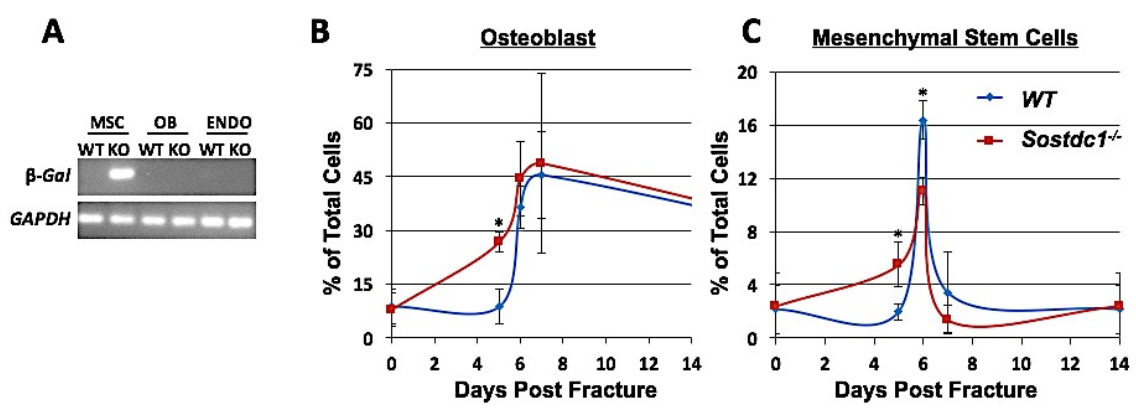 A
MSC OB ENDO
WT KO WT KO WT KO
β-Gal
GAPDH
B
Osteoblast
% of Total Cells
75
60
45
30
15
0
*
0 2 4 6 8 10 12 14
Days Post Fracture
C
Mesenchymal Stem Cells
% of Total Cells
20
16
12
8
4
0
*
*
WT
Sostdc1-/-
0 2 4 6 8 10 12 14
Days Post Fracture